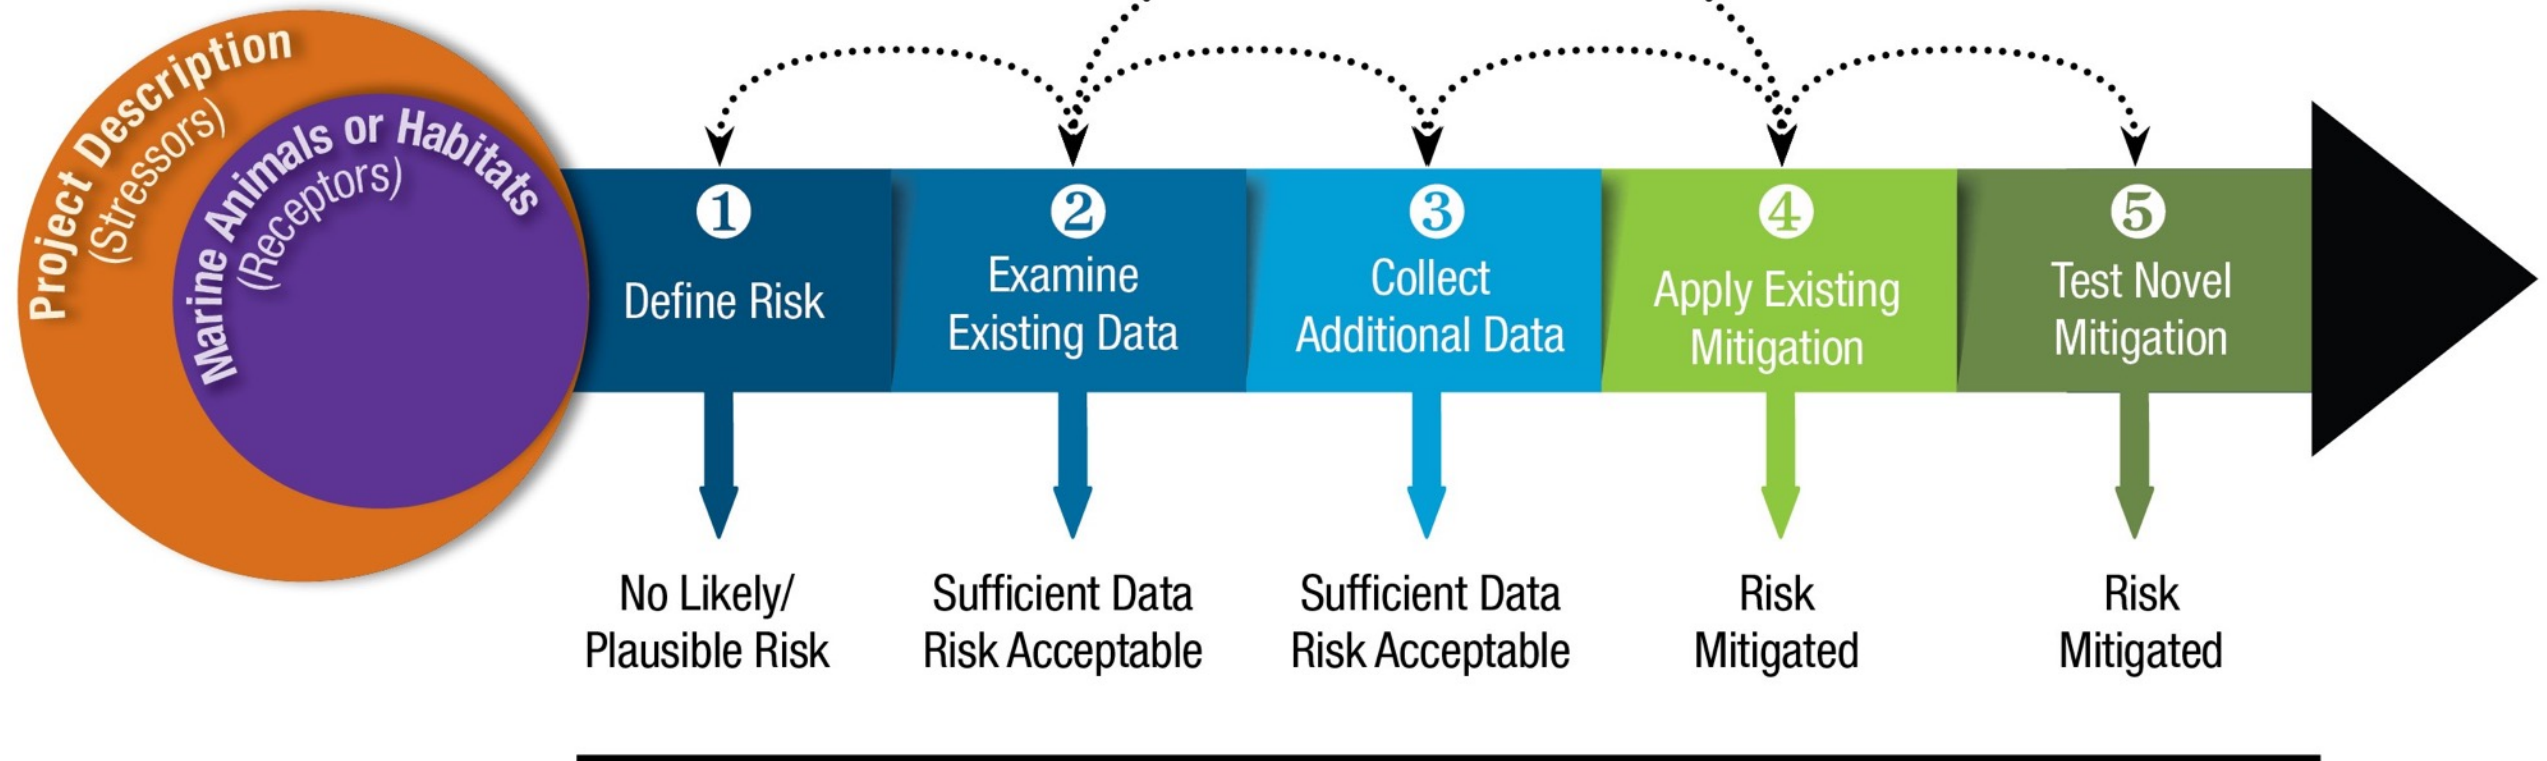 Project Description
(Stressors)
Marine Animals or Habitats
(Receptors)
1
Define Risk
2
Examine
Existing Data
3
Collect
Additional Data
4
Apply Existing
Mitigation
5
Test Novel
Mitigation
No Likely/
Plausible Risk
Sufficient Data
Risk Acceptable
Sufficient Data
Risk Acceptable
Risk
Mitigated
Risk
Mitigated